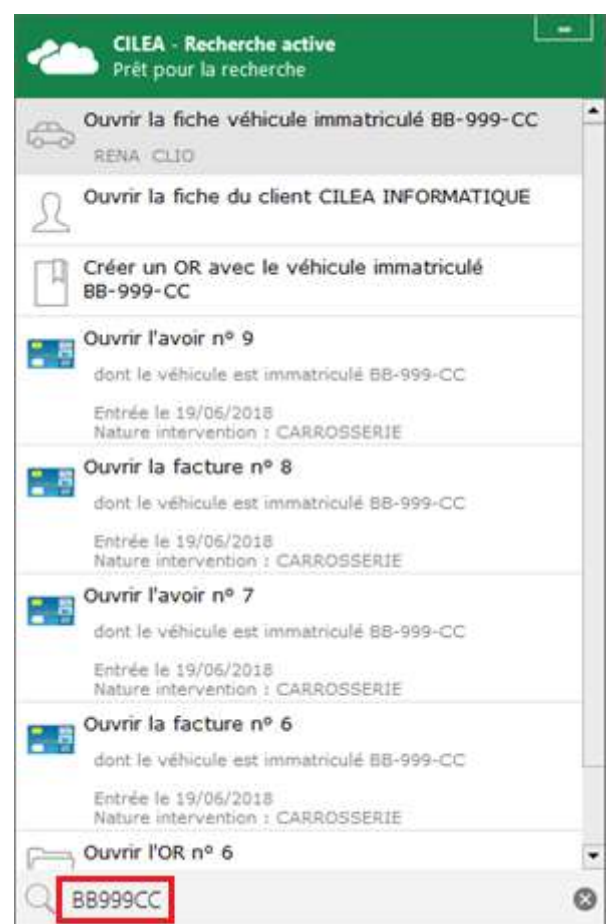 CILEA - Recherche active
Prêt pour la recherche
Ouvrir la fiche véhicule immatriculé BB-999-CC
RENA CLIO
Ouvrir la fiche du client CILEA INFORMATIQUE
Créer un OR avec le véhicule immatriculé
BB-999-CC
Ouvrir l'avoir nº 9
dont le véhicule est immatriculé BB-999-CC
Entrée le 19/06/2018
Nature intervention : CARROSSERIE
Ouvrir la facture nº 8
dont le véhicule est immatriculé BB-999-CC
Entrée le 19/06/2018
Nature intervention : CARROSSERIE
Ouvrir l'avoir nº 7
dont le véhicule est immatriculé BB-999-CC
Entrée le 19/06/2018
Nature intervention : CARROSSERIE
Ouvrir la facture nº 6
dont le véhicule est immatriculé BB-999-CC
Entrée le 19/06/2018
Nature intervention : CARROSSERIE
Ouvrir l'OR nº 6
BB999CC